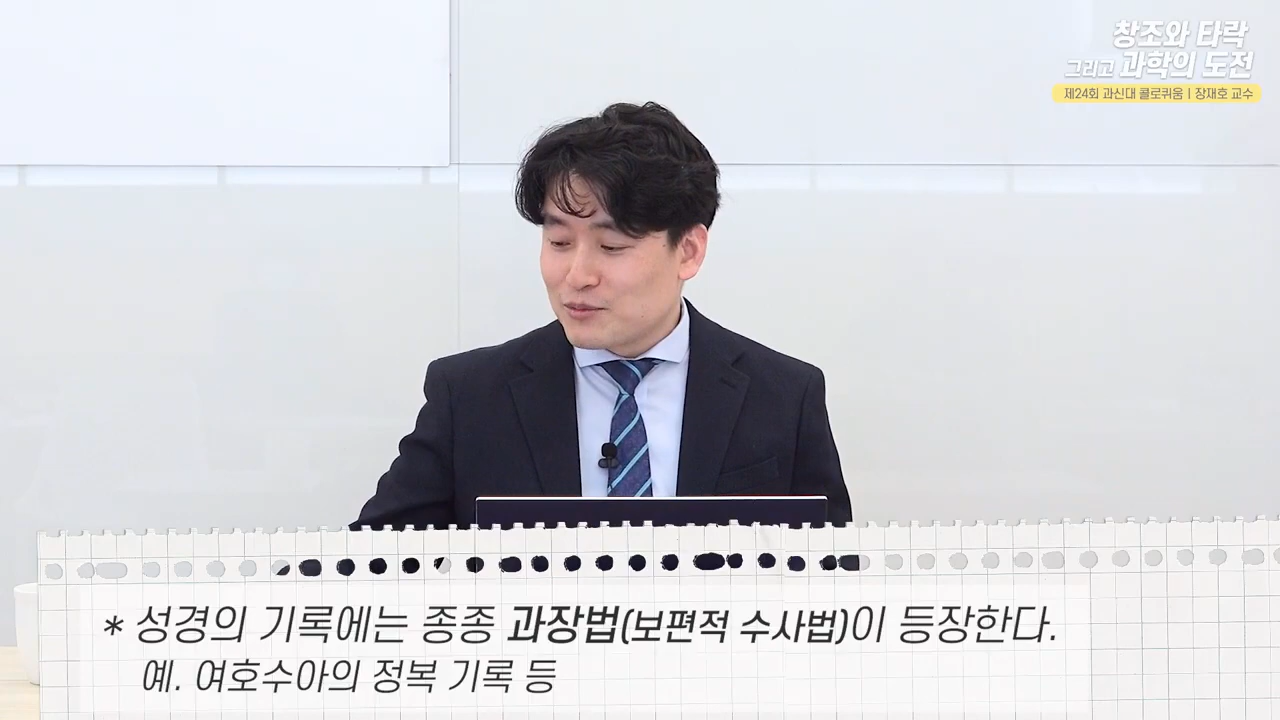 창조와 타락
그리고 과학의 도전
제24회 과신대 콜로퀴움 | 장재호 교수
* 성경의 기록에는 종종 과장법(보편적 수사법)이 등장한다.
예. 여호수아의 정복 기록 등